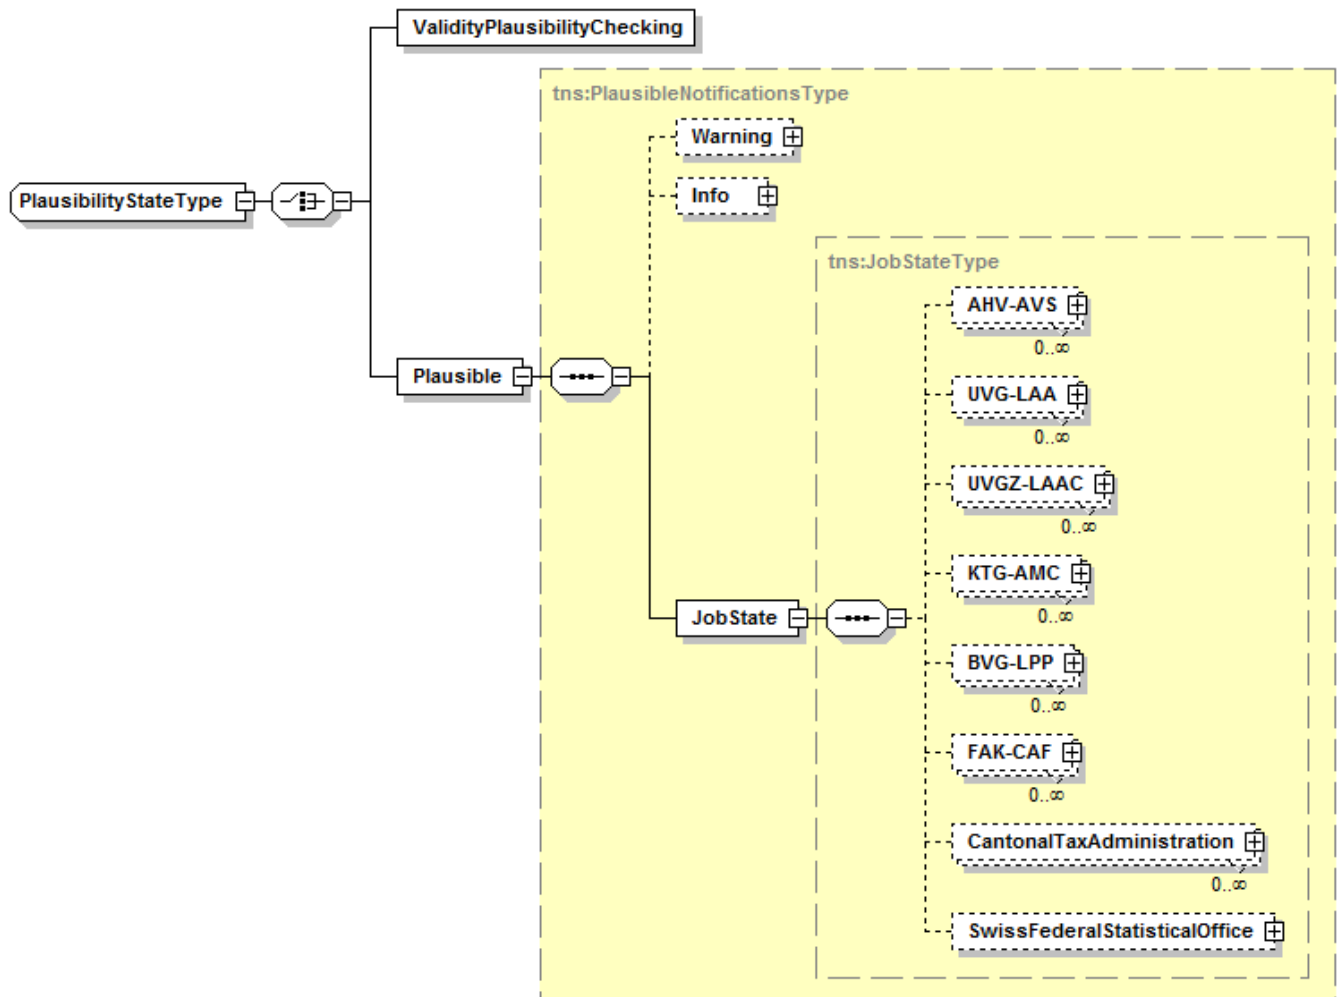 ValidityPlausibilityChecking
tns:PlausibleNotificationsType
Warning
Info
PlausibilityStateType
tns:JobStateType
AHV-AVS
0..∞
Plausible
UVG-LAA
0..∞
UVGZ-LAAC
0..∞
KTG-AMC
0..∞
JobState
BVG-LPP
0..∞
FAK-CAF
0..∞
CantonalTaxAdministration
0..∞
SwissFederalStatisticalOffice